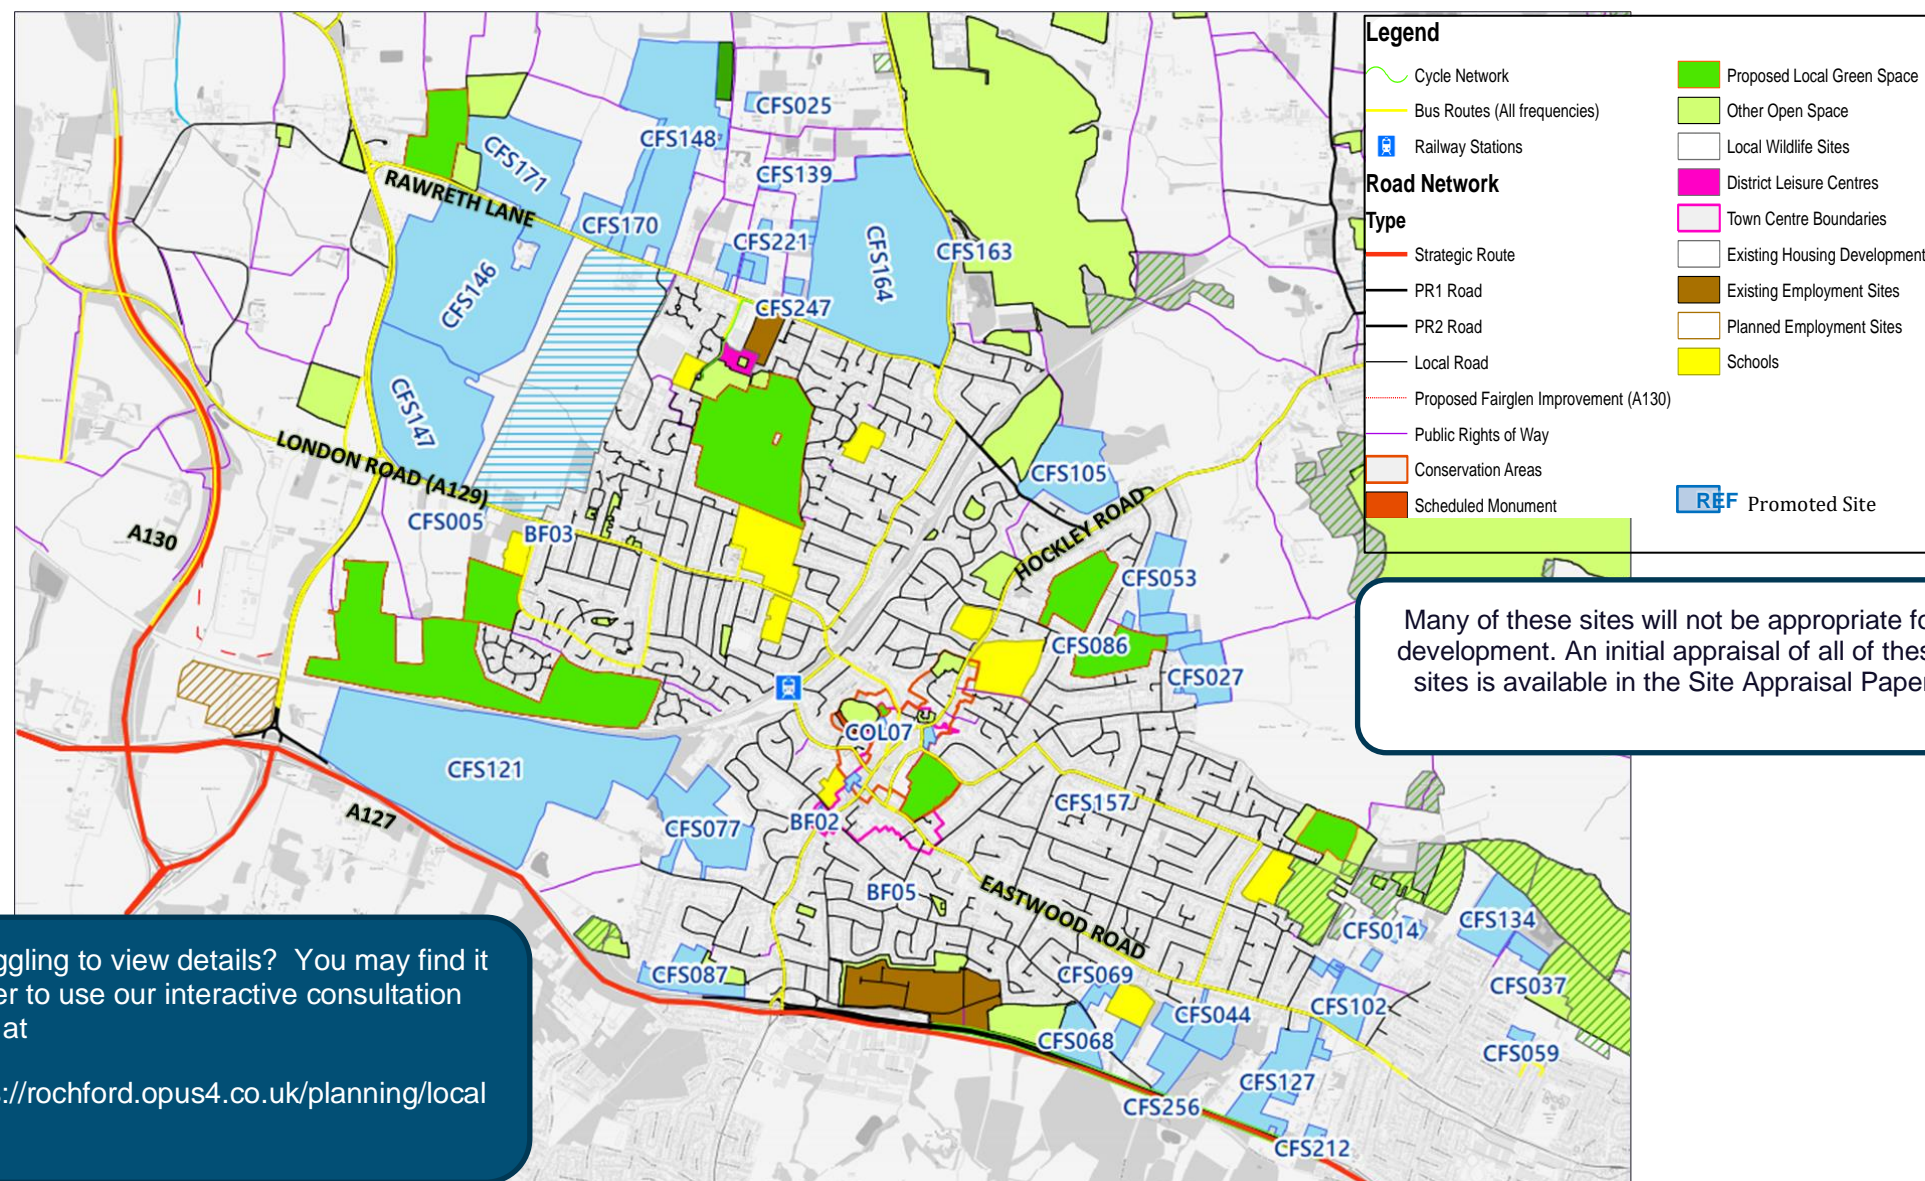 Legend
Cycle Network
Bus Routes (All frequencies)
Railway Stations
Road Network
Type
Strategic Route
PR1 Road
PR2 Road
Local Road
Proposed Fairglen Improvement (A130)
Public Rights of Way
Conservation Areas
Scheduled Monument
Proposed Local Green Space
Other Open Space
Local Wildlife Sites
District Leisure Centres
Town Centre Boundaries
Existing Housing Development
Existing Employment Sites
Planned Employment Sites
Schools
REF Promoted Site
CFS025
CFS148
CFS171
CFS139
RAWRETH LANE
CFS170
CFS221
CFS164
CFS163
CFS146
CFS247
CFS147
LONDON ROAD (A129)
CFS005
BF03
A130
CFS105
HOCKLEY ROAD
CFS053
CFS086
CFS027
COL07
CFS121
A127
CFS077
BF02
CFS157
BF05
EASTWOOD ROAD
CFS087
CFS069
CFS014
CFS134
CFS037
CFS102
CFS044
CFS068
CFS059
CFS127
CFS256
CFS212
Many of these sites will not be appropriate fo
development. An initial appraisal of all of thes
sites is available in the Site Appraisal Paper
ggling to view details? You may find it
er to use our interactive consultation
at
s://rochford.opus4.co.uk/planning/local